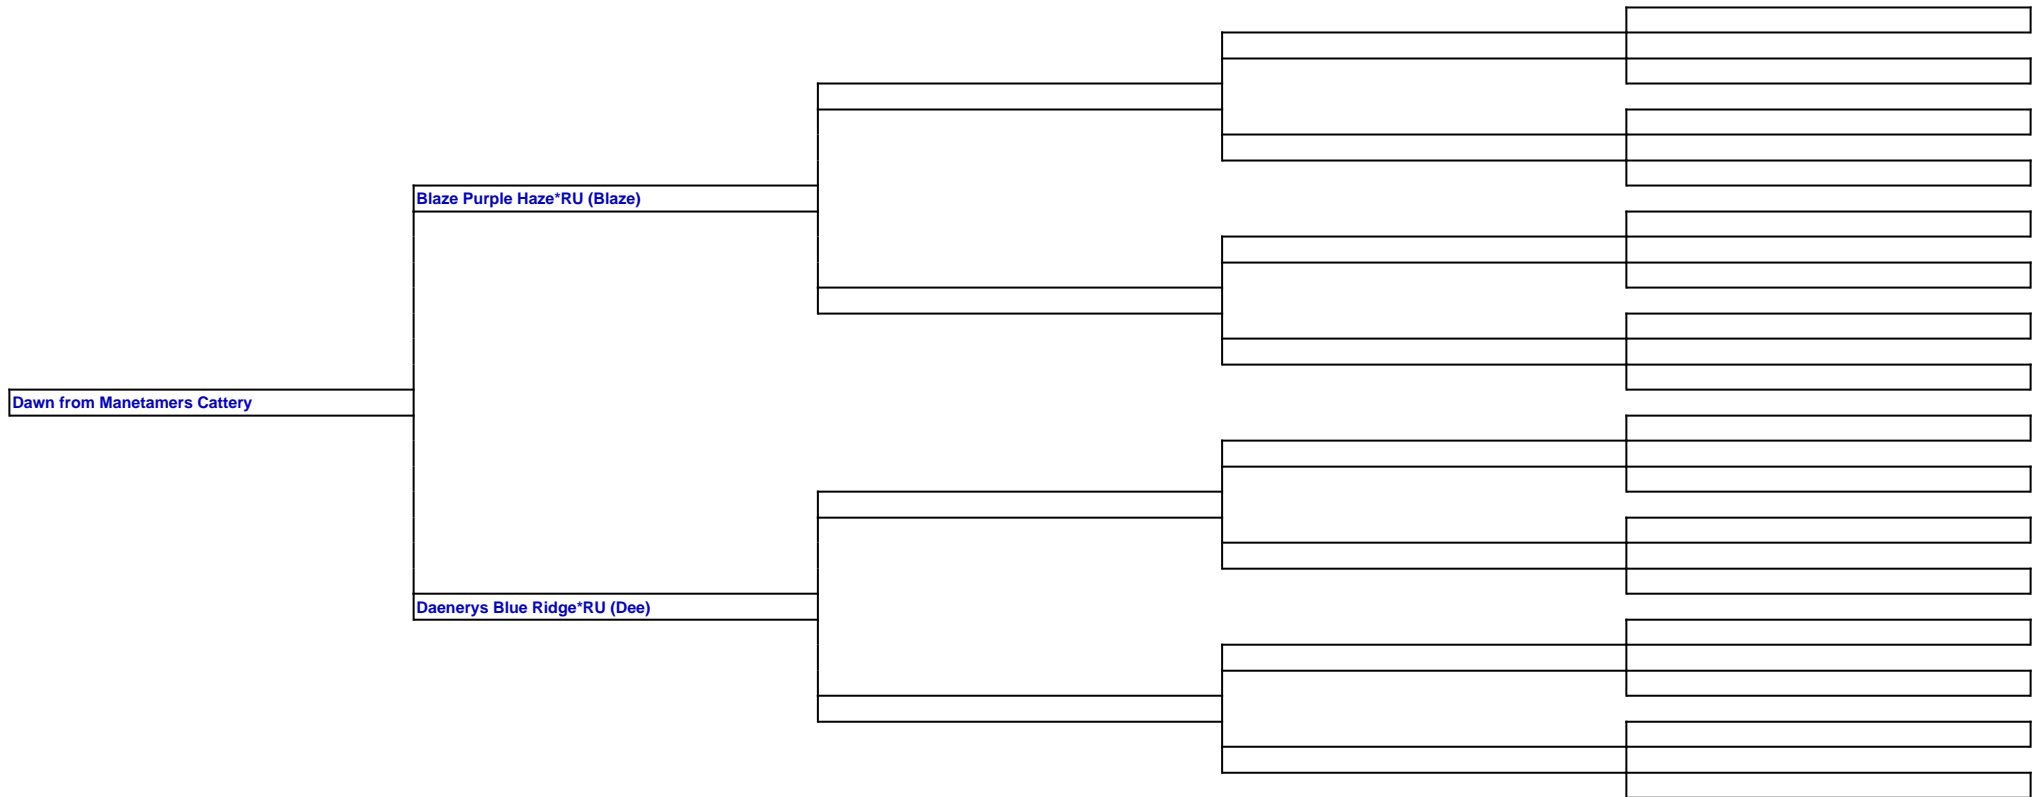 Blaze Purple Haze*RU (Blaze)
Dawn from Manetamers Cattery
Daenerys Blue Ridge*RU (Dee)